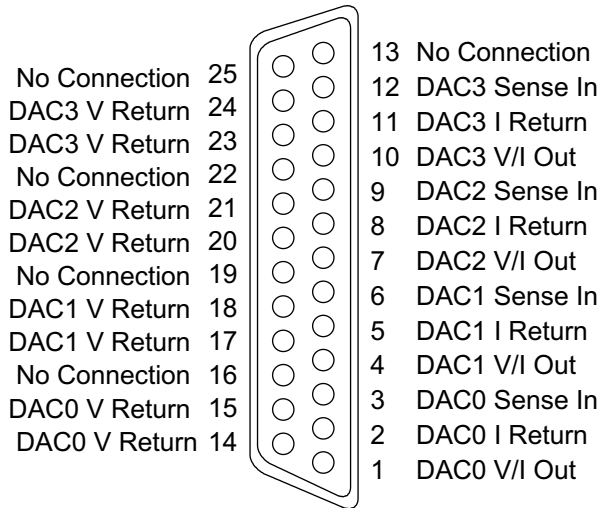 13 No Connection
12 DAC3 Sense In
11 DAC3 I Return
10 DAC3 V/I Out
9 DAC2 Sense In
8 DAC2 I Return
7 DAC2 V/I Out
6 DAC1 Sense In
5 DAC1 I Return
4 DAC1 V/I Out
3 DAC0 Sense In
2 DAC0 I Return
1 DAC0 V/I Out
No Connection 25
DAC3 V Return 24
DAC3 V Return 23
No Connection 22
DAC2 V Return 21
DAC2 V Return 20
No Connection 19
DAC1 V Return 18
DAC1 V Return 17
No Connection 16
DAC0 V Return 15
DAC0 V Return 14